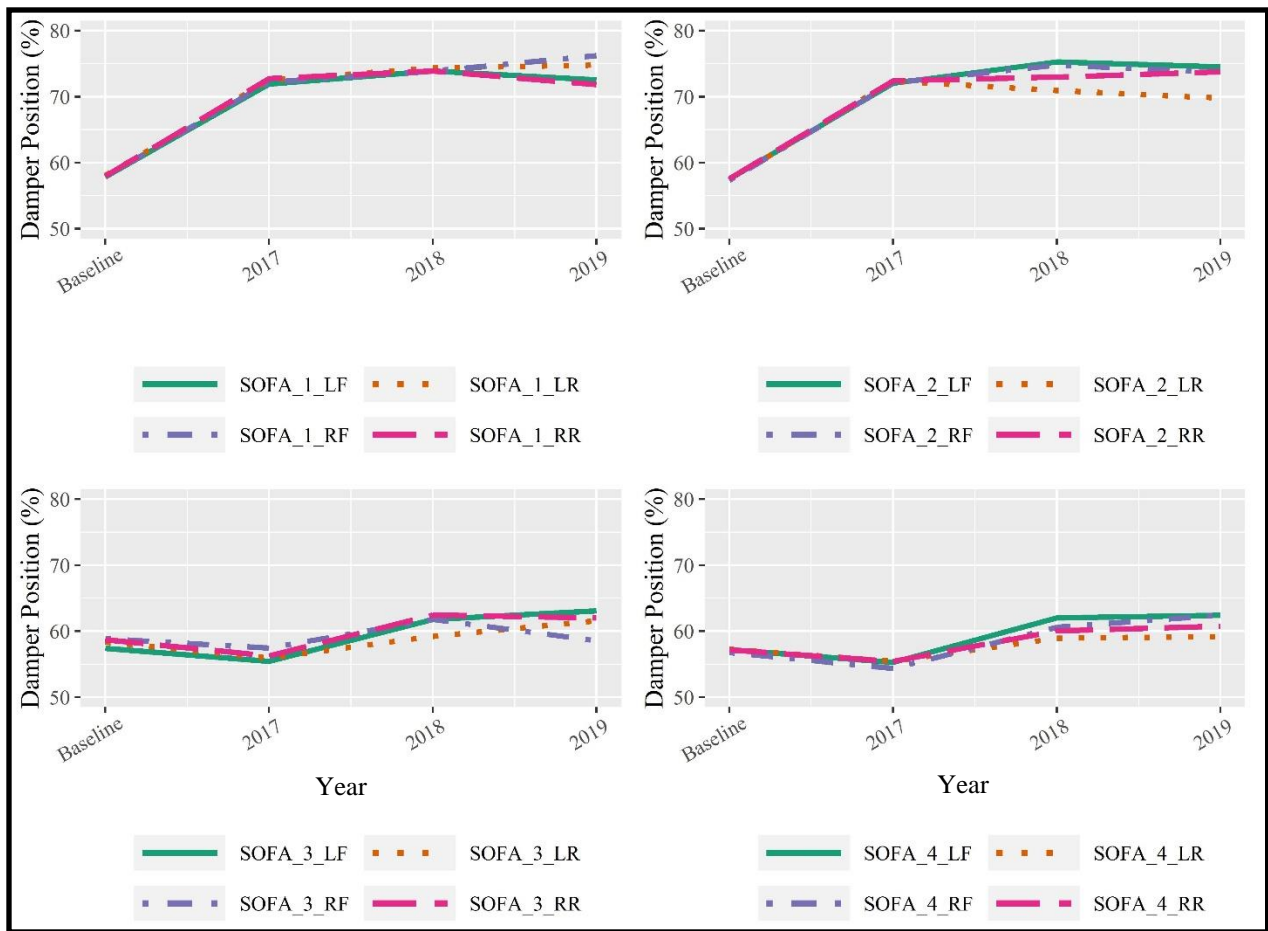 Damper Position (%)
80
70
60
50
Baseline
2017
2018
2019
SOFA_1_LF
SOFA_1_LR
SOFA_1_RF
SOFA_1_RR
Damper Position (%)
80
70
60
50
Baseline
2017
2018
2019
SOFA_2_LF
SOFA_2_LR
SOFA_2_RF
SOFA_2_RR
Damper Position (%)
80
70
60
50
Baseline
2017
2018
2019
Year
SOFA_3_LF
SOFA_3_LR
SOFA_3_RF
SOFA_3_RR
Damper Position (%)
80
70
60
50
Baseline
2017
2018
2019
Year
SOFA_4_LF
SOFA_4_LR
SOFA_4_RF
SOFA_4_RR